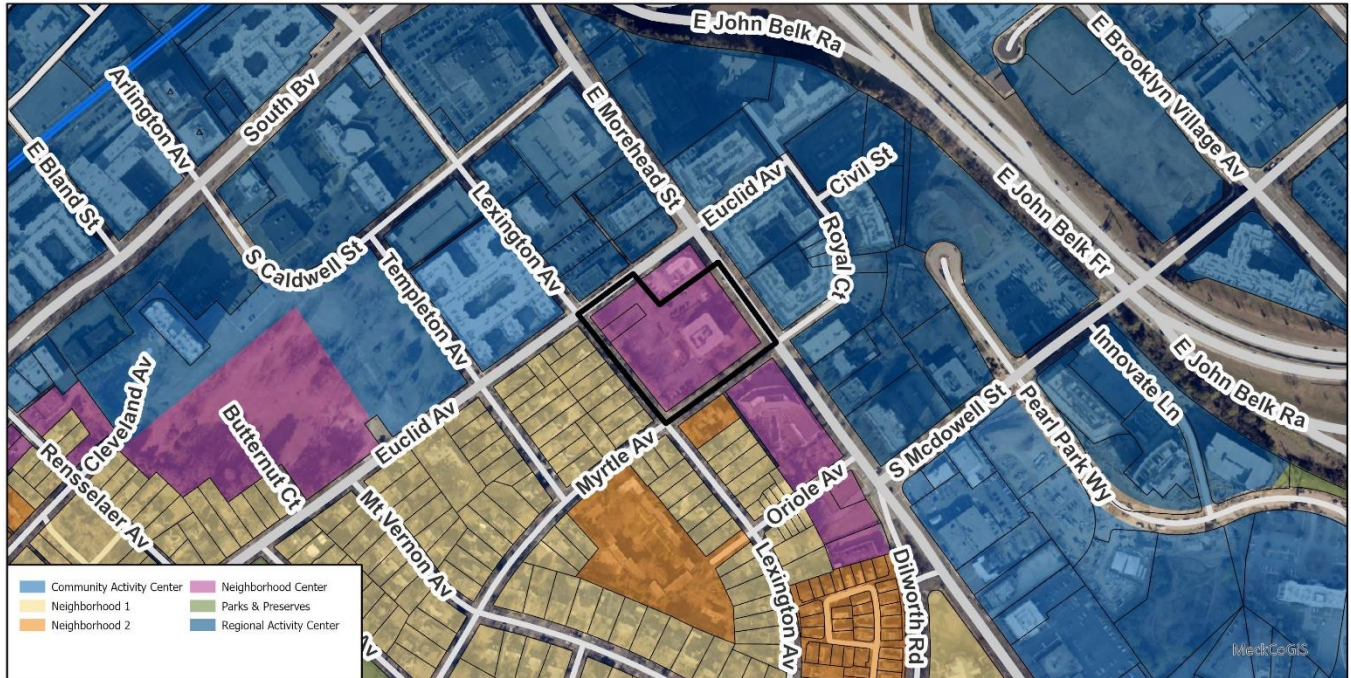 E John Belk Ra
E Brooklyn Village Av
Arlington Av
South Bv
E Morehead St
E Bland St
Euclid Av
Civil St
E John Belk Fr
Lexington Av
Royal Ct
S Caldwell St
Templeton Av
Innovate Ln
E John Belk Ra
Cleveland Av
Butternut Ct
Euclid Av
S Mcdowell St
Pearl Park Wy
Rensselaer Av
Myrtle Av
Oriole Av
Mt Vernon Av
Lexington Av
Dilworth Rd
Av
Community Activity Center
Neighborhood 1
Neighborhood 2
Neighborhood Center
Parks & Preserves
Regional Activity Center
MeckCoGIS